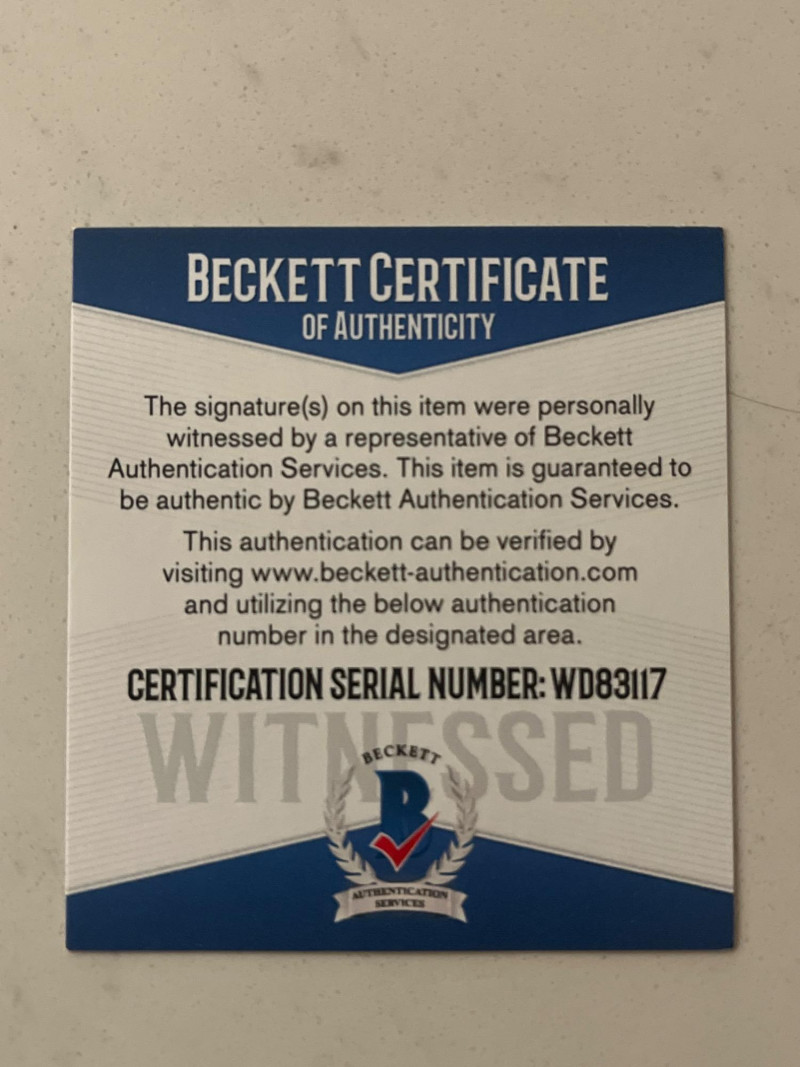 BECKETT CERTIFICATE
OF AUTHENTICITY
The signature(s) on this item were personally
witnessed by a representative of Beckett
Authentication Services. This item is guaranteed to
be authentic by Beckett Authentication Services.
This authentication can be verified by
visiting www.beckett-authentication.com
and utilizing the below authentication
number in the designated area.
CERTIFICATION SERIAL NUMBER: WD83117
WITNESSED
BECKETT
B
AUTHENTICATION
SERVICES